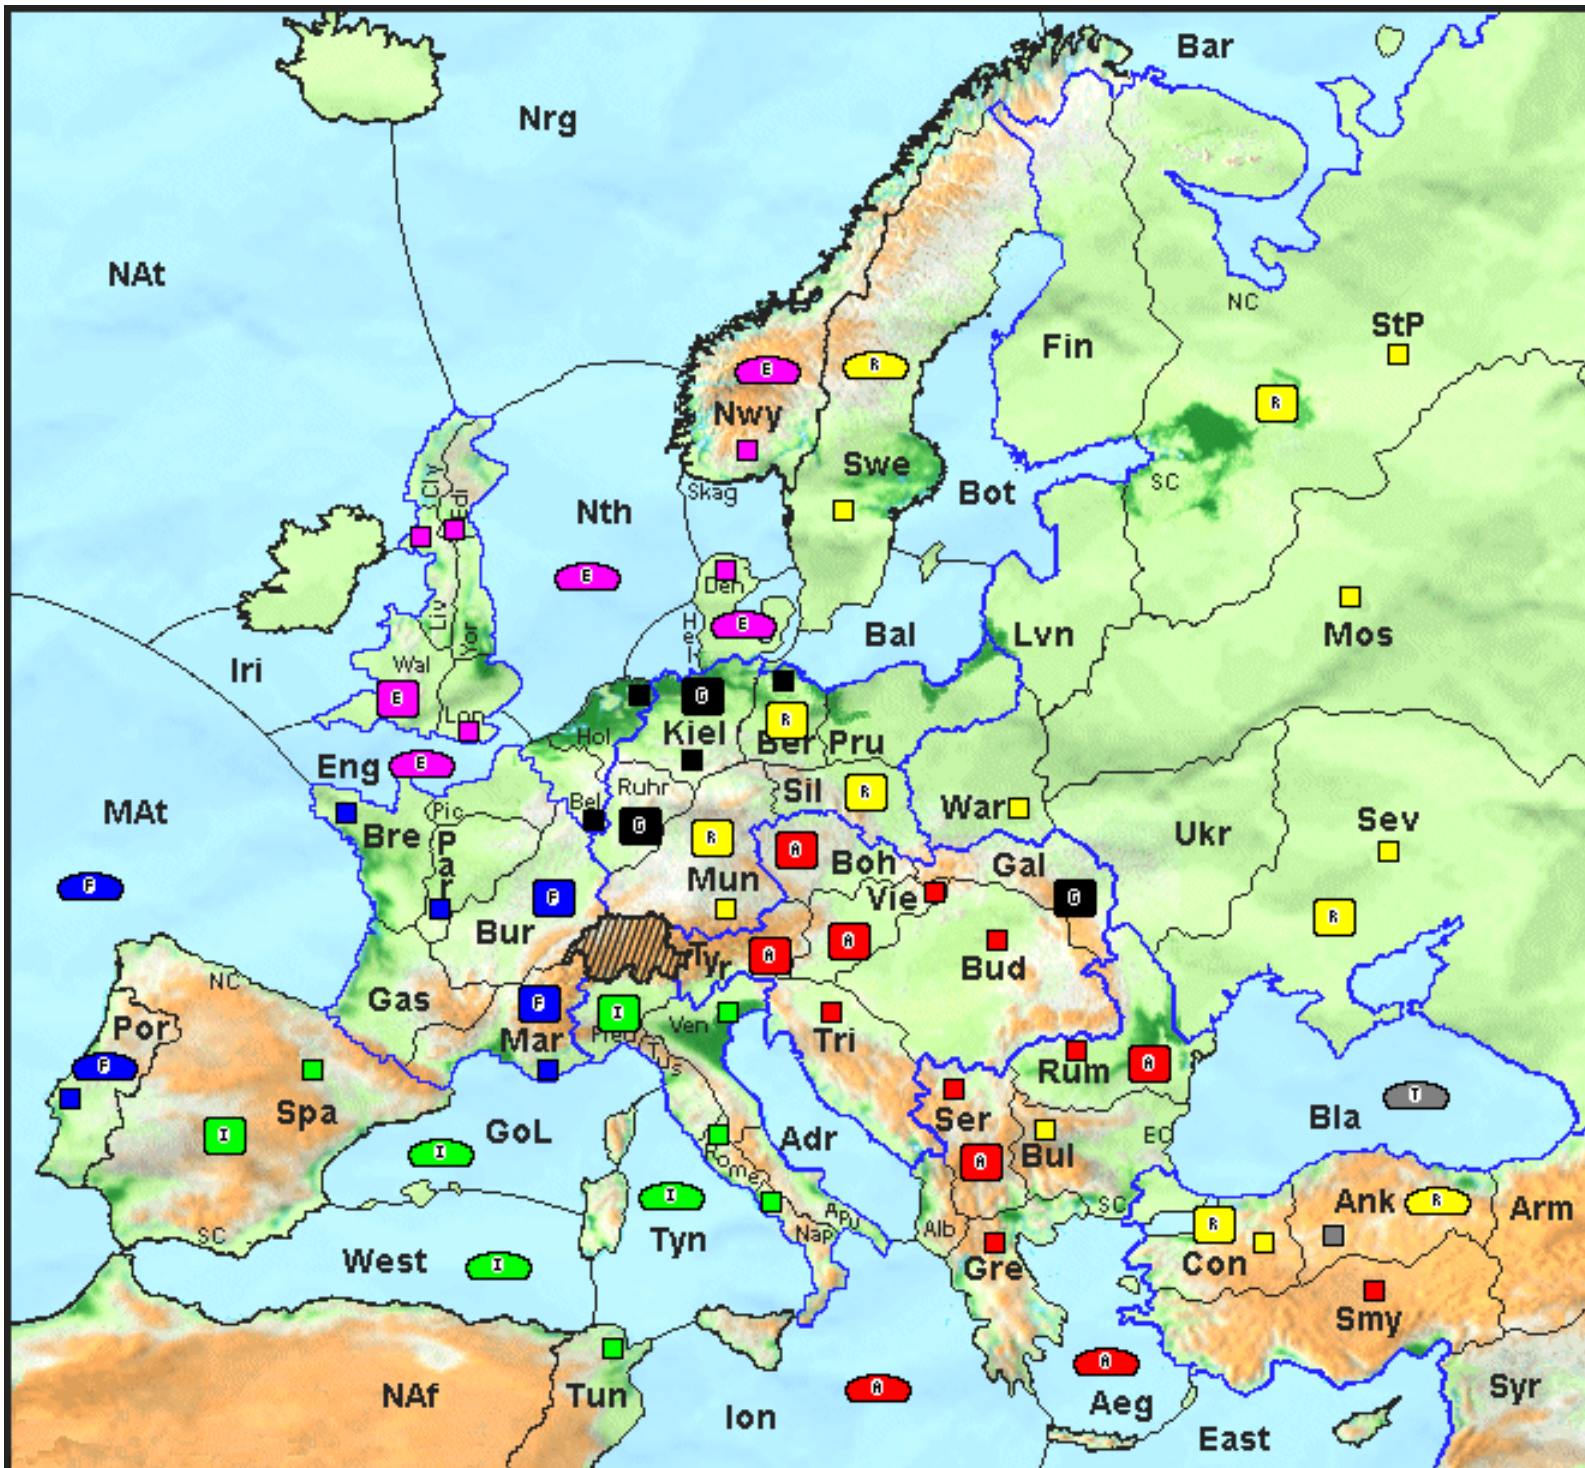 Bar
Nrg
NAt
NC
StP
Fin
E
R
R
Nwy
Swe
SC
Skag
Bot
Cly
Edi
Nth
E
Den
Hel
E
Liv
Yor
Bal
Lvn
Mos
Iri
Wal
E
Lon
G
Kiel
R
Ber
Pru
Hol
Eng
E
Ruhr
Sil
R
War
MAt
Bre
Pic
Par
Bel
G
R
Mun
A
Boh
Gal
Ukr
Sev
F
F
Bur
Vie
G
R
A
A
Tyr
Bud
NC
Gas
F
Mar
I
Pied
Ven
Tus
Tri
Por
F
Rum
A
Spa
I
GoL
I
Rome
Adr
Ser
A
Bul
EC
Bla
T
SC
West
I
I
Tyn
Nap
Apu
Alb
SC
Gre
R
Con
Ank
R
Arm
Smy
NAf
Tun
Ion
A
A
Aeg
East
Syr